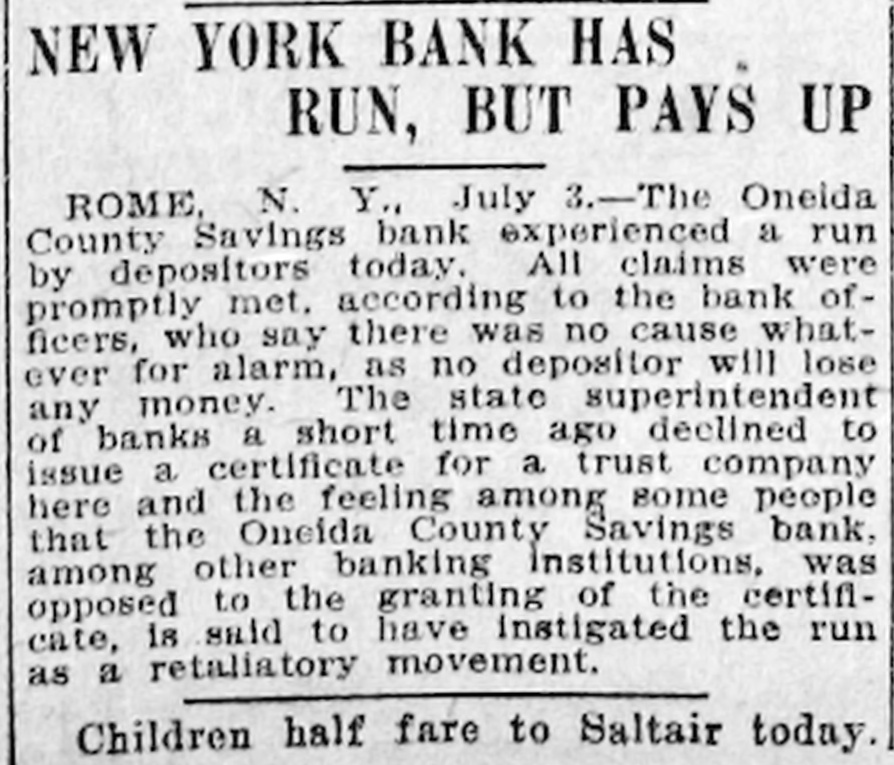 NEW YORK BANK HAS
RUN, BUT PAYS UP
ROME, N. Y., July 3.—The Oneida
County Savings bank experienced a run
by depositors today. All claims were
promptly met, according to the bank of-
ficers, who say there was no cause what-
ever for alarm, as no depositor will lose
any money. The state superintendent
of banks a short time ago declined to
issue a certificate for a trust company
here and the feeling among some people
that the Oneida County Savings bank,
among other banking institutions, was
opposed to the granting of the certifi-
cate, is said to have instigated the run
as a retaliatory movement.
Children half fare to Saltair today.